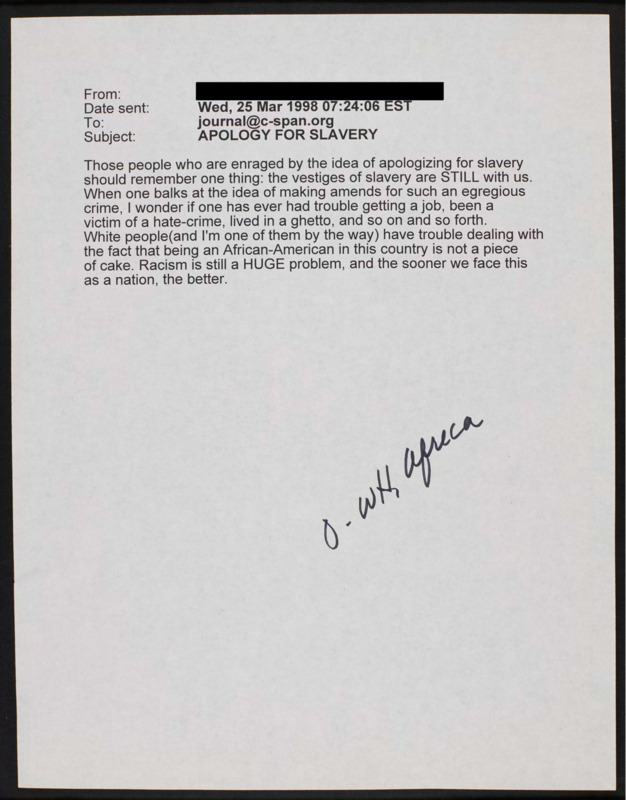 From:
Date sent: Wed, 25 Mar 1998 07:24:06 EST
To: journal@c-span.org
Subject: APOLOGY FOR SLAVERY
Those people who are enraged by the idea of apologizing for slavery
should remember one thing: the vestiges of slavery are STILL with us.
When one balks at the idea of making amends for such an egregious
crime, I wonder if one has ever had trouble getting a job, been a
victim of a hate-crime, lived in a ghetto, and so on and so forth.
White people(and I'm one of them by the way) have trouble dealing with
the fact that being an African-American in this country is not a piece
of cake. Racism is still a HUGE problem, and the sooner we face this
as a nation, the better.
WH, Africa